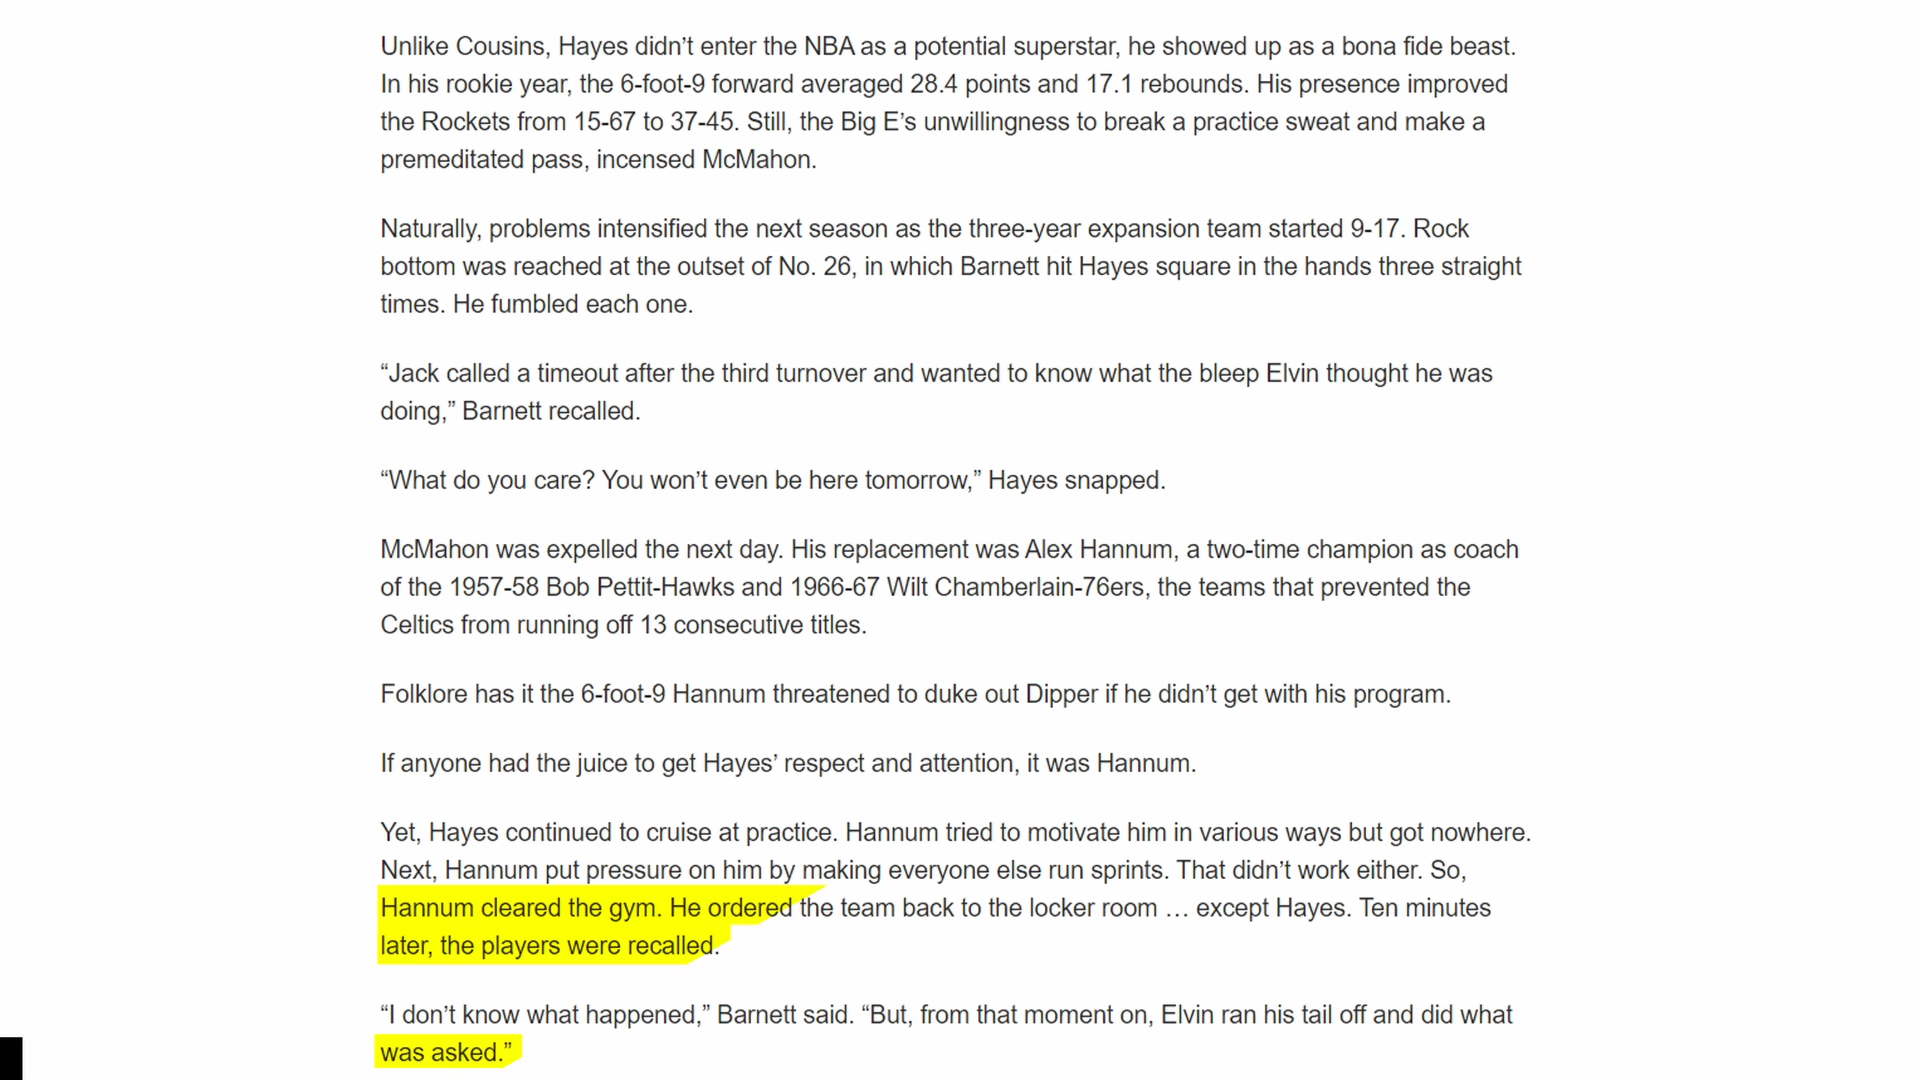 Unlike Cousins, Hayes didn’t enter the NBA as a potential superstar, he showed up as a bona fide beast.
In his rookie year, the 6-foot-9 forward averaged 28.4 points and 17.1 rebounds. His presence improved
the Rockets from 15-67 to 37-45. Still, the Big E’s unwillingness to break a practice sweat and make a
premeditated pass, incensed McMahon.
Naturally, problems intensified the next season as the three-year expansion team started 9-17. Rock
bottom was reached at the outset of No. 26, in which Barnett hit Hayes square in the hands three straight
times. He fumbled each one.
“Jack called a timeout after the third turnover and wanted to know what the bleep Elvin thought he was
doing,” Barnett recalled.
“What do you care? You won’t even be here tomorrow,” Hayes snapped.
McMahon was expelled the next day. His replacement was Alex Hannum, a two-time champion as coach
of the 1957-58 Bob Pettit-Hawks and 1966-67 Wilt Chamberlain-76ers, the teams that prevented the
Celtics from running off 13 consecutive titles.
Folklore has it the 6-foot-9 Hannum threatened to duke out Dipper if he didn’t get with his program.
If anyone had the juice to get Hayes’ respect and attention, it was Hannum.
Yet, Hayes continued to cruise at practice. Hannum tried to motivate him in various ways but got nowhere.
Next, Hannum put pressure on him by making everyone else run sprints. That didn’t work either. So,
Hannum cleared the gym. He ordered the team back to the locker room … except Hayes. Ten minutes
later, the players were recalled.
“I don’t know what happened,” Barnett said. “But, from that moment on, Elvin ran his tail off and did what
was asked.”